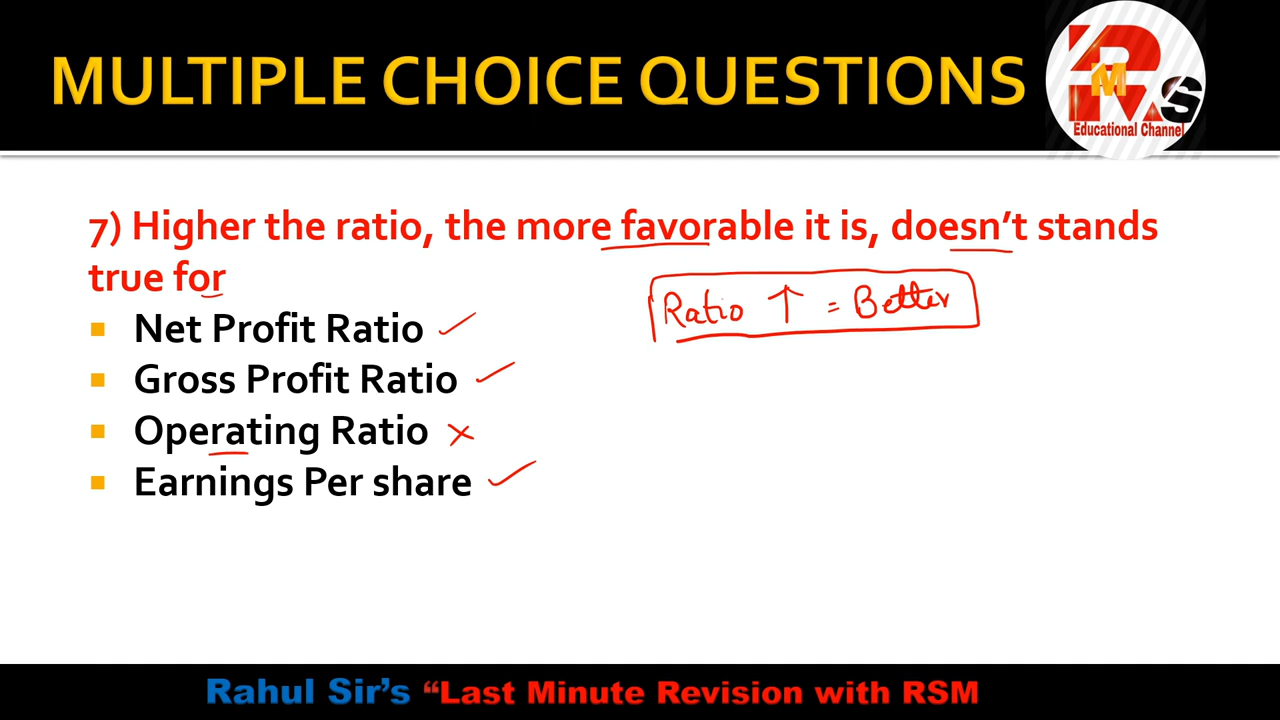 MULTIPLE CHOICE QUESTIONS
RMS
Educational Channel
7) Higher the ratio, the more favorable it is, doesn't stands
true for
Ratio ↑ = Better
Net Profit Ratio ✓
Gross Profit Ratio ✓
Operating Ratio ×
Earnings Per share ✓
Rahul Sir's “Last Minute Revision with RSM